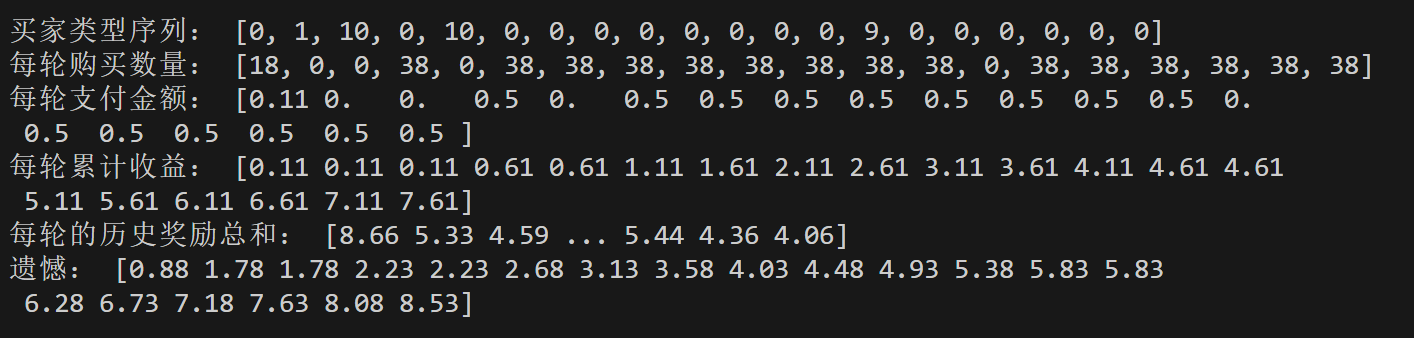 买家类型序列： [0, 1, 10, 0, 10, 0, 0, 0, 0, 0, 0, 0, 0, 9, 0, 0, 0, 0, 0, 0]
每轮购买数量： [18, 0, 0, 38, 0, 38, 38, 38, 38, 38, 38, 38, 38, 0, 38, 38, 38, 38, 38, 38]
每轮支付金额： [0.11 0.   0.   0.5  0.   0.5  0.5  0.5  0.5  0.5  0.5  0.5  0.5  0.
 0.5  0.5  0.5  0.5  0.5  0.5 ]
每轮累计收益： [0.11 0.11 0.11 0.61 0.61 1.11 1.61 2.11 2.61 3.11 3.61 4.11 4.61 4.61
 5.11 5.61 6.11 6.61 7.11 7.61]
每轮的历史奖励总和： [8.66 5.33 4.59 ... 5.44 4.36 4.06]
遗憾： [0.88 1.78 1.78 2.23 2.23 2.68 3.13 3.58 4.03 4.48 4.93 5.38 5.83 5.83
 6.28 6.73 7.18 7.63 8.08 8.53]